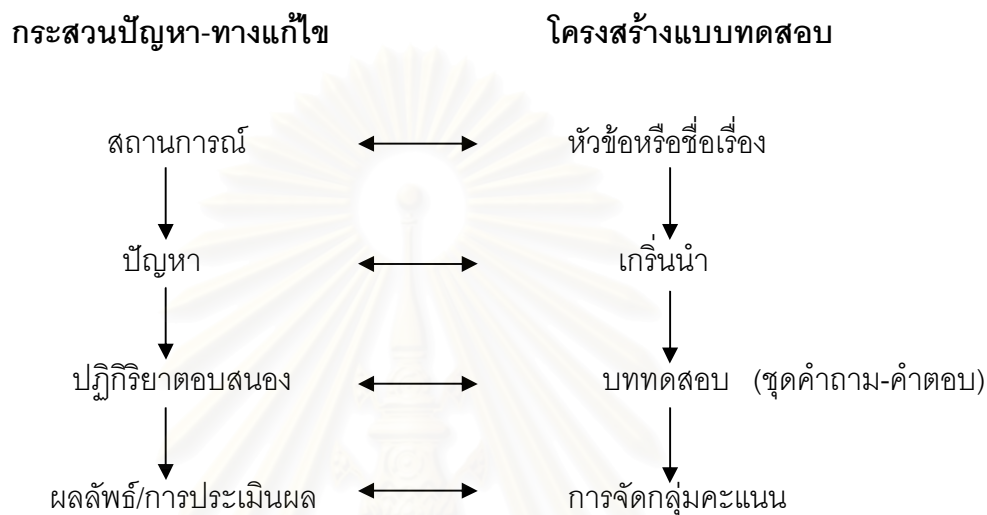 กระสวนปัญหา-ทางแก้ไข โครงสร้างแบบทดสอบ
สถานการณ์ หัวข้อหรือชื่อเรื่อง
ปัญหา เกริ่นนำ
ปฏิกิริยาตอบสนอง บททดสอบ (ชุดคำถาม-คำตอบ)
ผลลัพธ์/การประเมินผล การจัดกลุ่มคะแนน